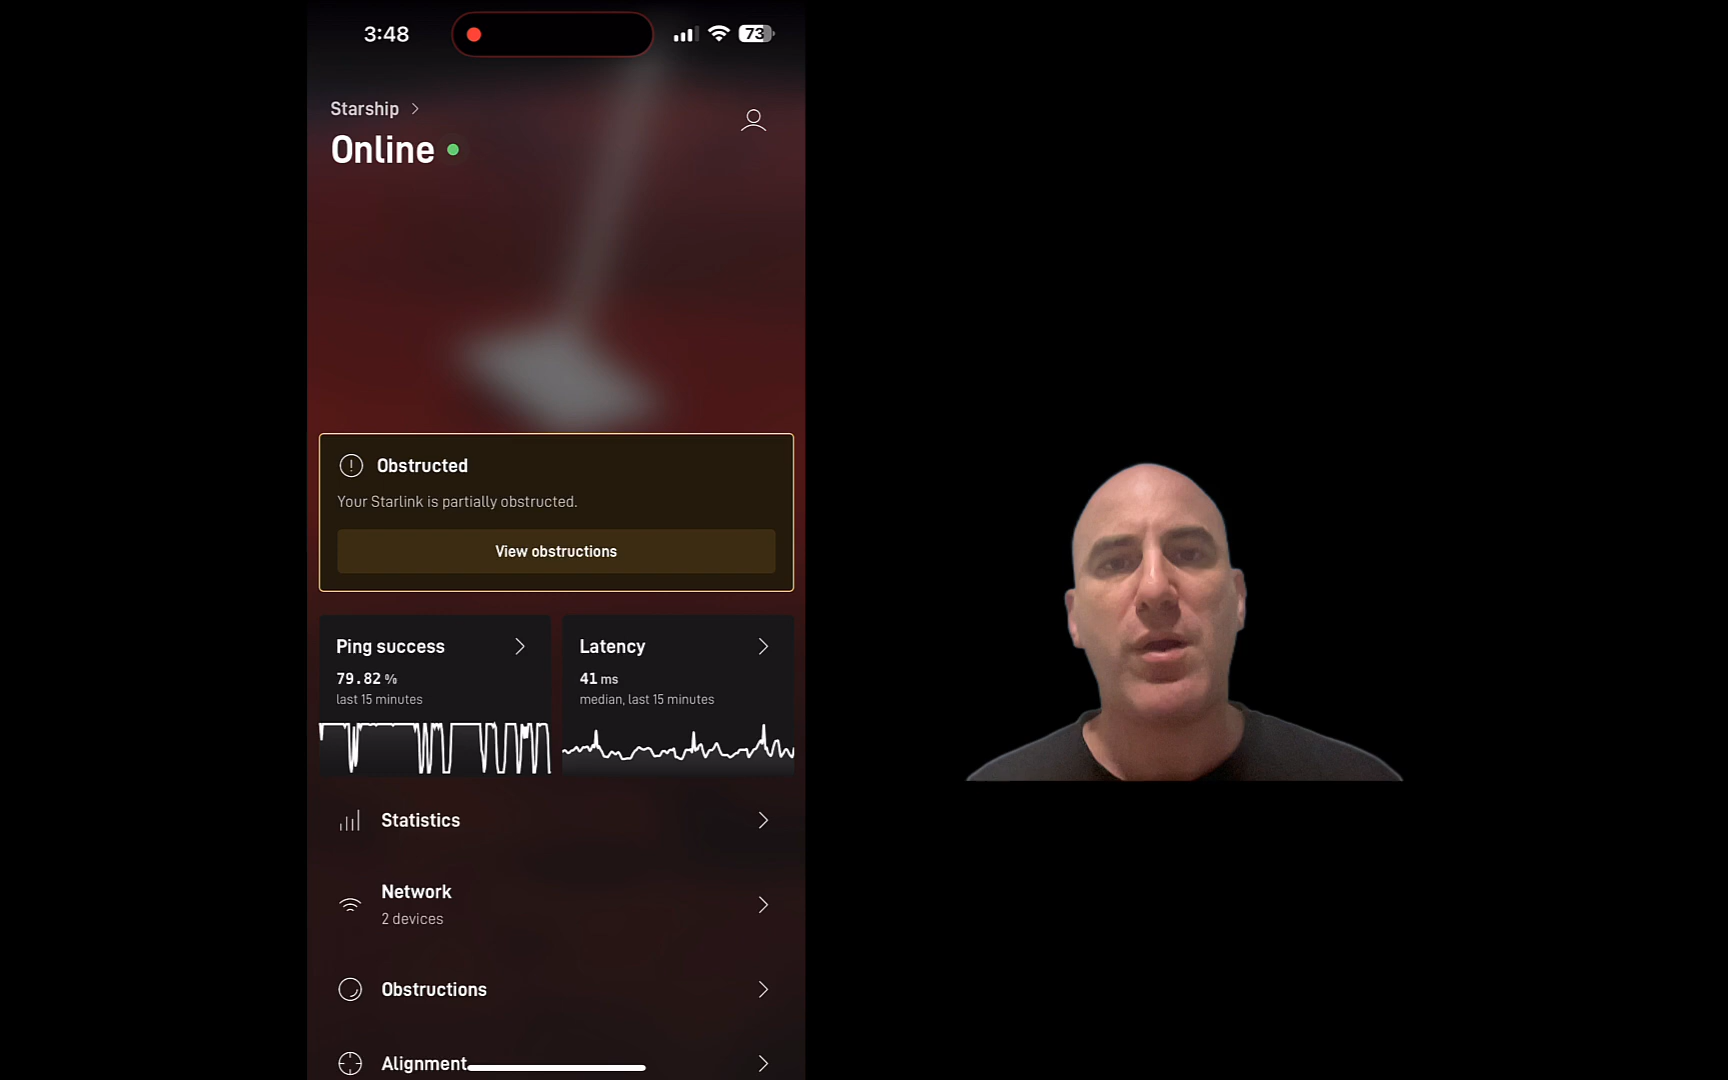 3:48
73
Starship
Online
Obstructed
Your Starlink is partially obstructed.
View obstructions
Ping success
79.82 %
last 15 minutes
Latency
41 ms
median, last 15 minutes
Statistics
Network
2 devices
Obstructions
Alignment